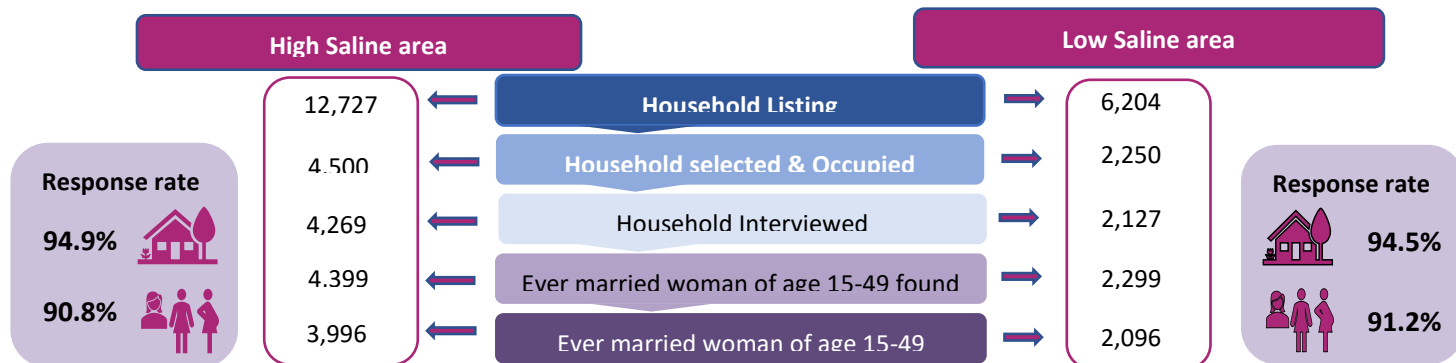 High Saline area
Low Saline area
12,727
Household Listing
6,204
4,500
Household selected & Occupied
2,250
4,269
Household Interviewed
2,127
4.399
Ever married woman of age 15-49 found
2,299
3,996
Ever married woman of age 15-49
2,096
Response rate
94.9%
90.8%
Response rate
94.5%
91.2%